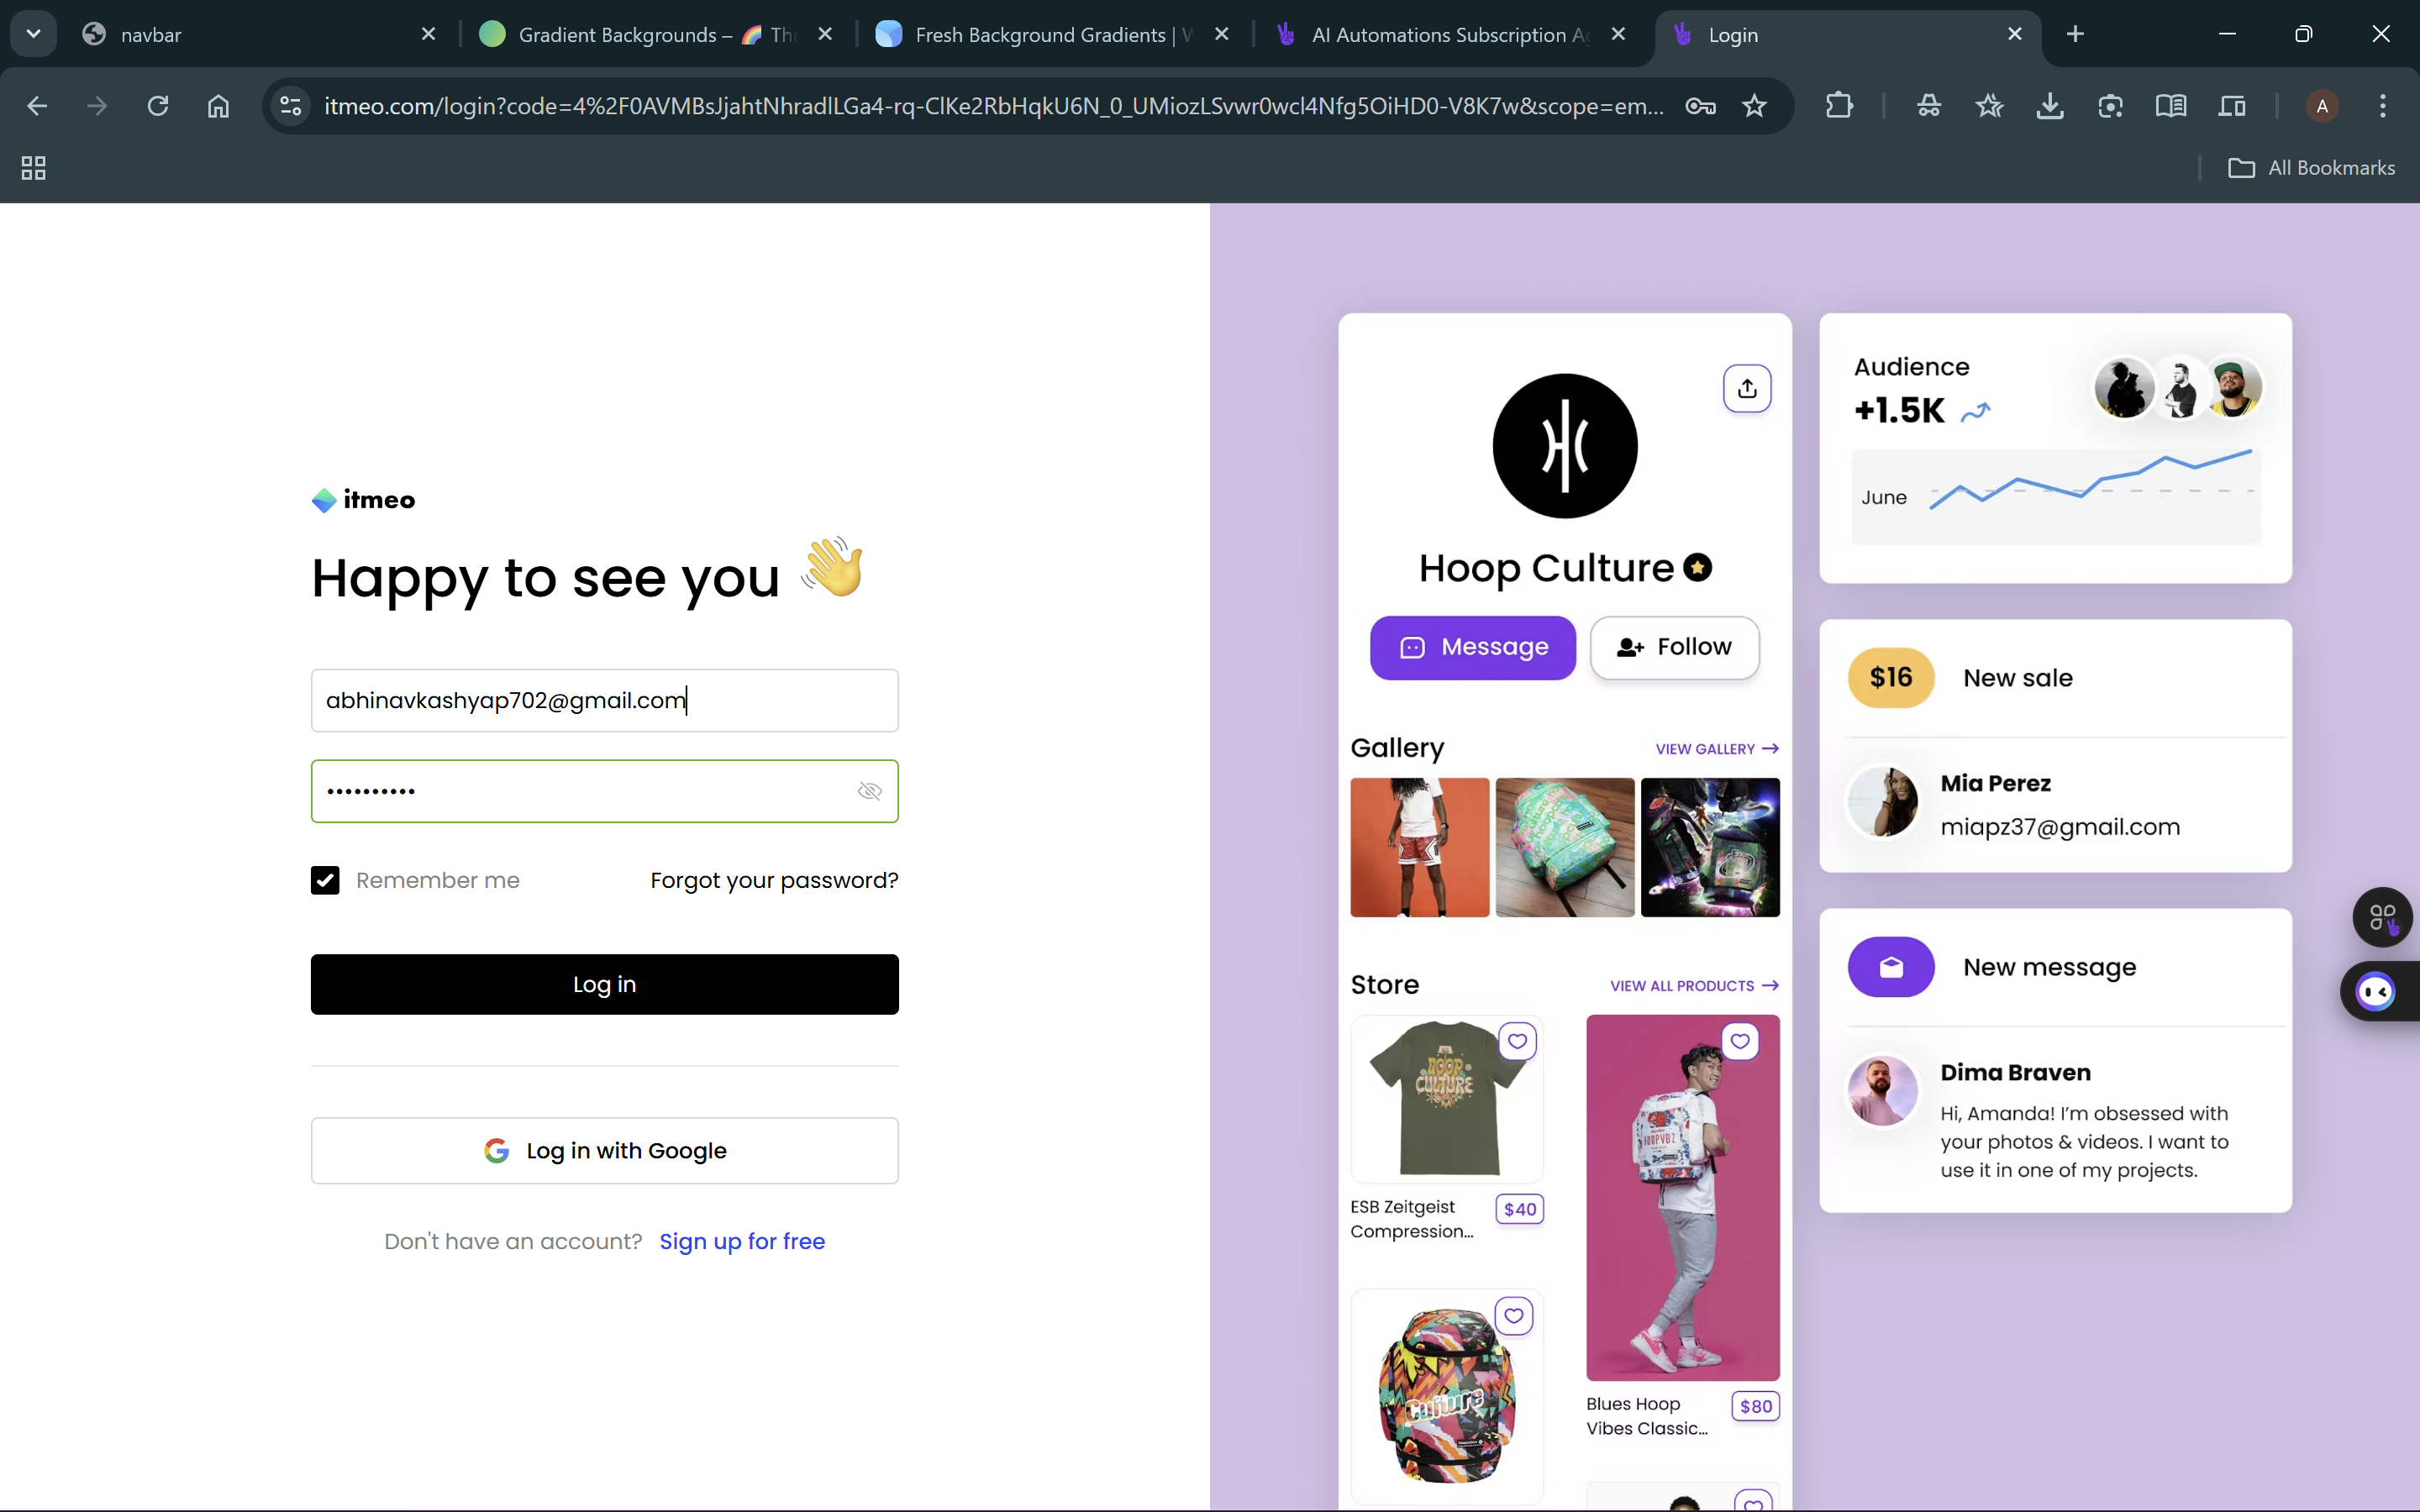 navbar
Gradient Backgrounds – 🌈 Th
Fresh Background Gradients | W
AI Automations Subscription Ag
Login
itmeo.com/login?code=4%2F0AVMBsJjahtNhradlLGa4-rq-ClKe2RbHqkU6N_0_UMiozLSvwr0wcl4Nfg5OiHD0-V8K7w&scope=em...
A
All Bookmarks
itmeo
Happy to see you 👋
abhinavkashyap702@gmail.com
••••••••••
Remember me
Forgot your password?
Log in
Log in with Google
Don't have an account? Sign up for free
Hoop Culture
Message
Follow
Gallery
VIEW GALLERY →
Store
VIEW ALL PRODUCTS →
HOOP
CULTURE
ESB Zeitgeist
Compression...
$40
Culture
HOOPVBZ
Blues Hoop
Vibes Classic...
$80
Audience
+1.5K
June
$16
New sale
Mia Perez
miapz37@gmail.com
New message
Dima Braven
Hi, Amanda! I'm obsessed with
your photos & videos. I want to
use it in one of my projects.